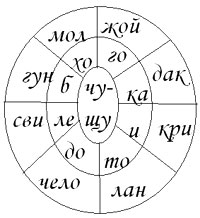 мол жой
хо го
гун б дак
чу-
ка
сви ле щу и кри
до то
чело лан